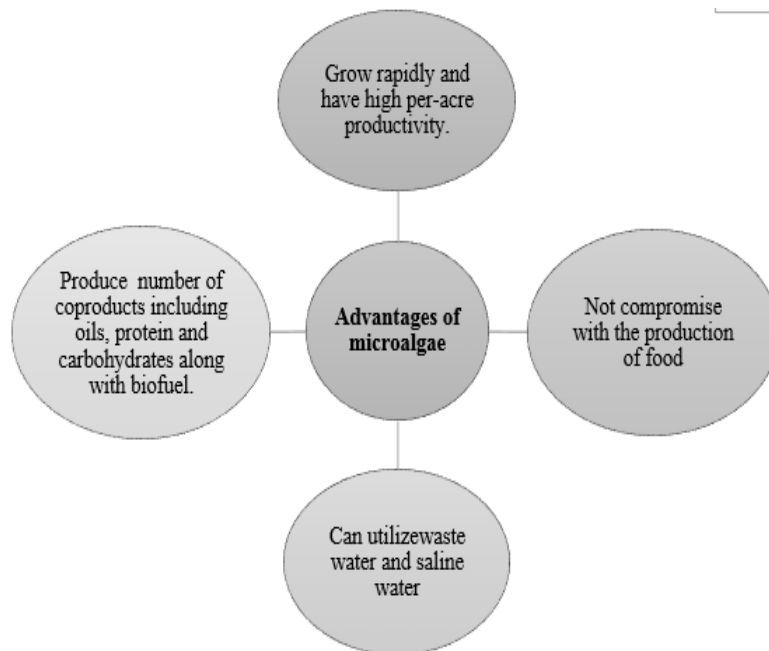 Grow rapidly and
have high per-acre
productivity.
Produce number of
coproducts including
oils, protein and
carbohydrates along
with biofuel.
Advantages of
microalgae
Not compromise
with the production
of food
Can utilizewaste
water and saline
water